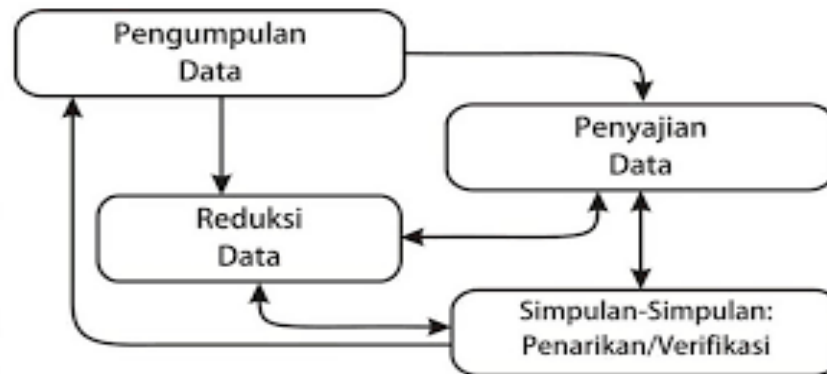 Pengumpulan
Data
Penyajian
Data
Reduksi
Data
Simpulan-Simpulan:
Penarikan/Verifikasi